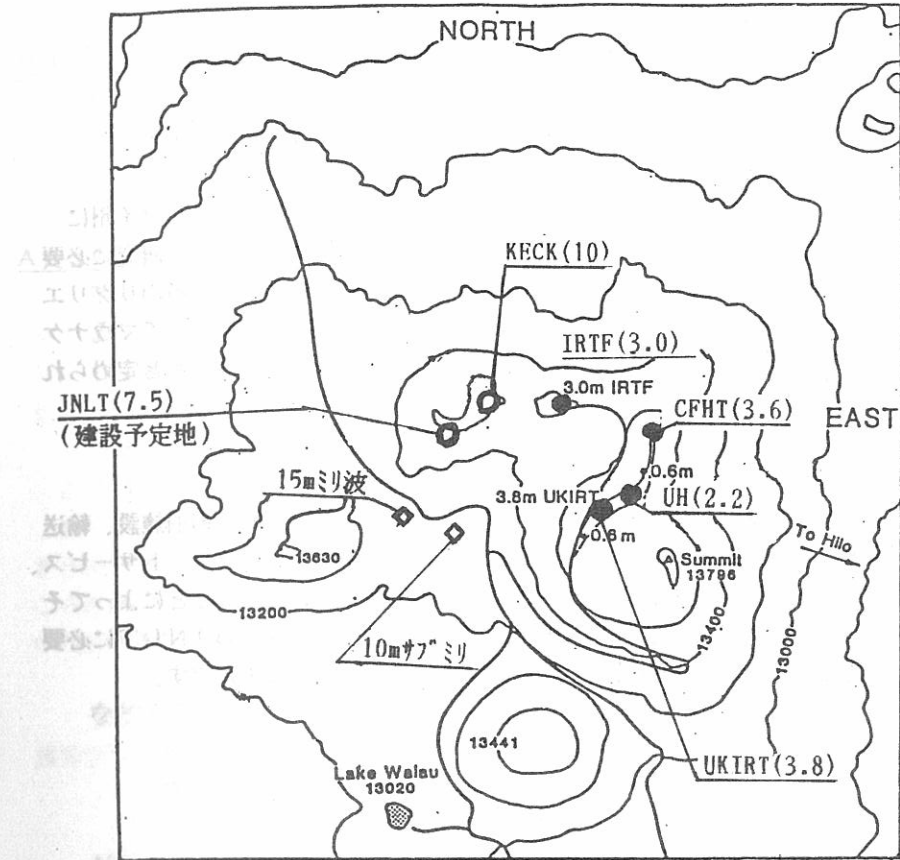 NORTH
KECK(10)
IRTF(3.0)
3.0m IRTF
JNLT(7.5)
(建設予定地)
CFHT(3.6)
EAST
15mミリ波
0.6m
3.8m UKIRT
UH(2.2)
0.6m
To Hilo
Summit
13796
13630
13200
13400
13000
10mサブミリ
13441
UKIRT(3.8)
Lake Waiau
13020